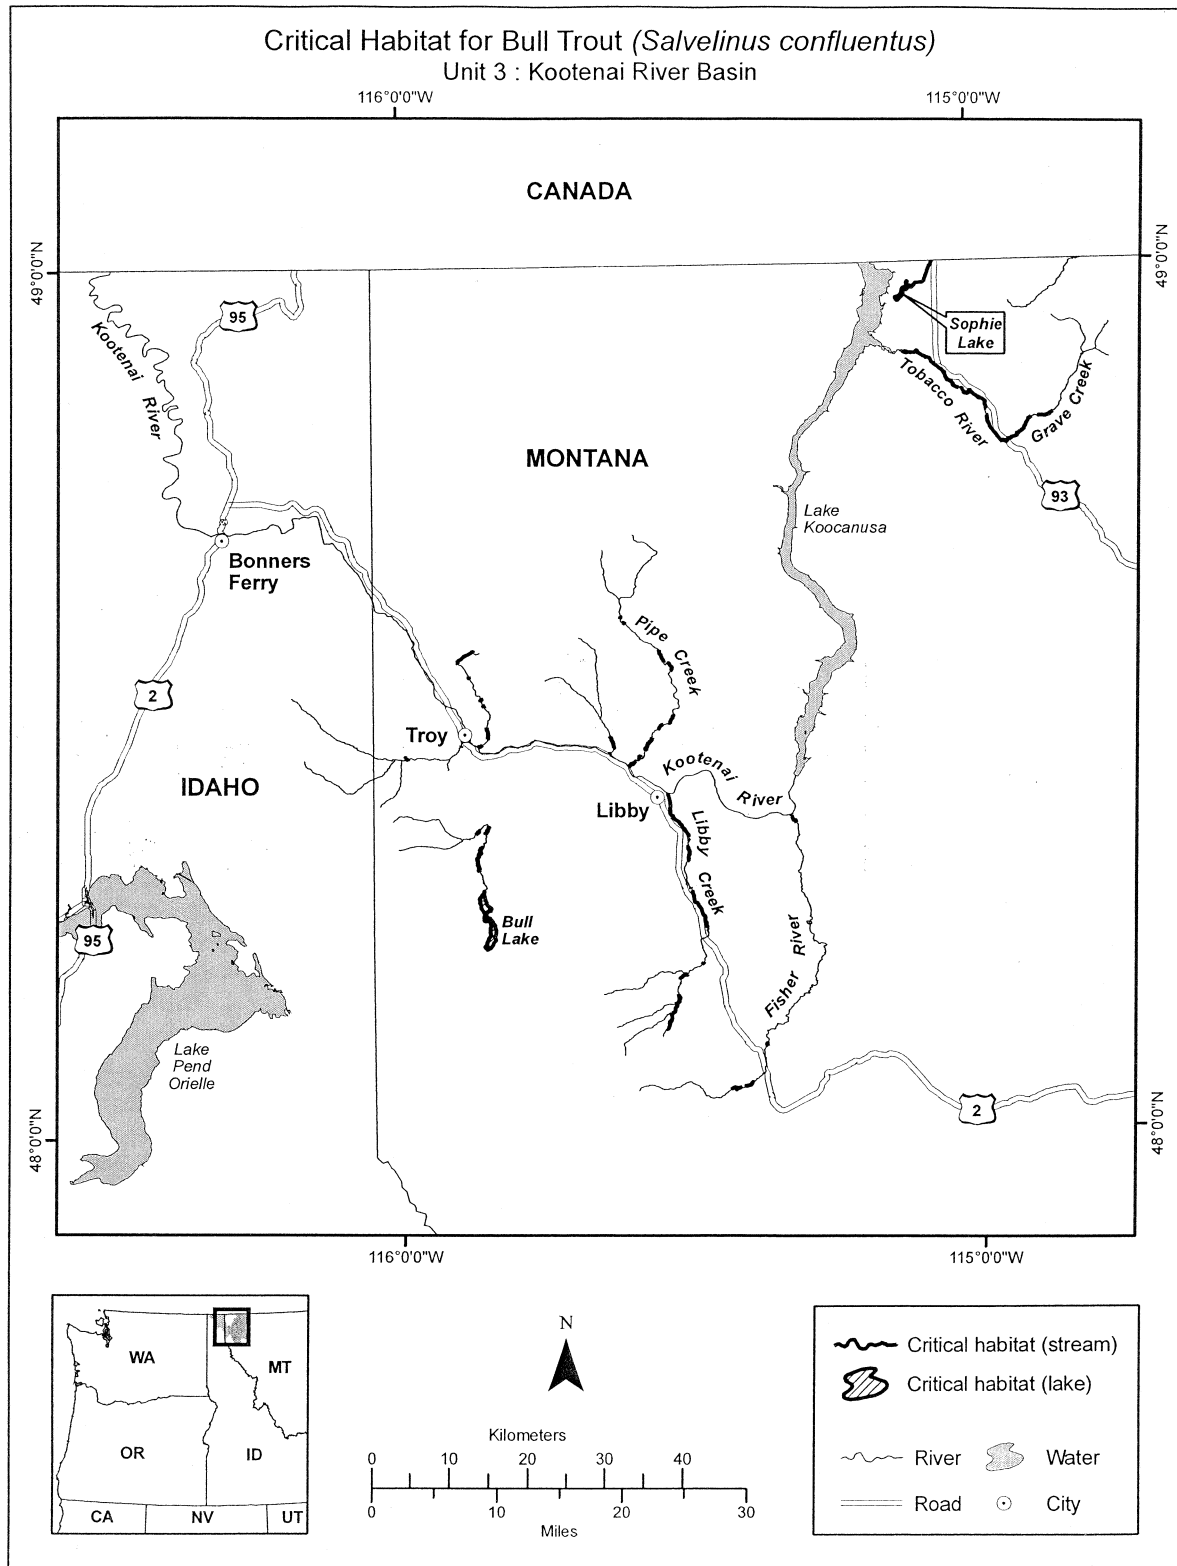 Critical Habitat for Bull Trout (Salvelinus confluentus)
Unit 3 : Kootenai River Basin
116°0'0"W
115°0'0"W
CANADA
49°0'0"N
49°0'0"N
95
Kootenai River
Sophie
Lake
Tobacco River
Grave Creek
MONTANA
93
Lake
Koocanusa
Bonners
Ferry
Pipe Creek
2
Troy
IDAHO
Kootenai River
Libby
Libby Creek
95
Bull
Lake
Fisher River
Lake
Pend
Orielle
2
48°0'0"N
48°0'0"N
116°0'0"W
115°0'0"W
WA
MT
OR
ID
CA
NV
UT
N
Kilometers
0 10 20 30 40
0 10 20 30
Miles
Critical habitat (stream)
Critical habitat (lake)
River
Water
Road
City